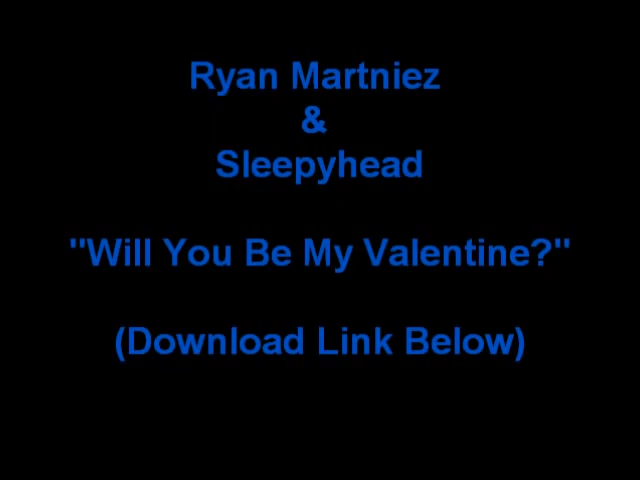 Ryan Martniez
&
Sleepyhead
"Will You Be My Valentine?"
(Download Link Below)